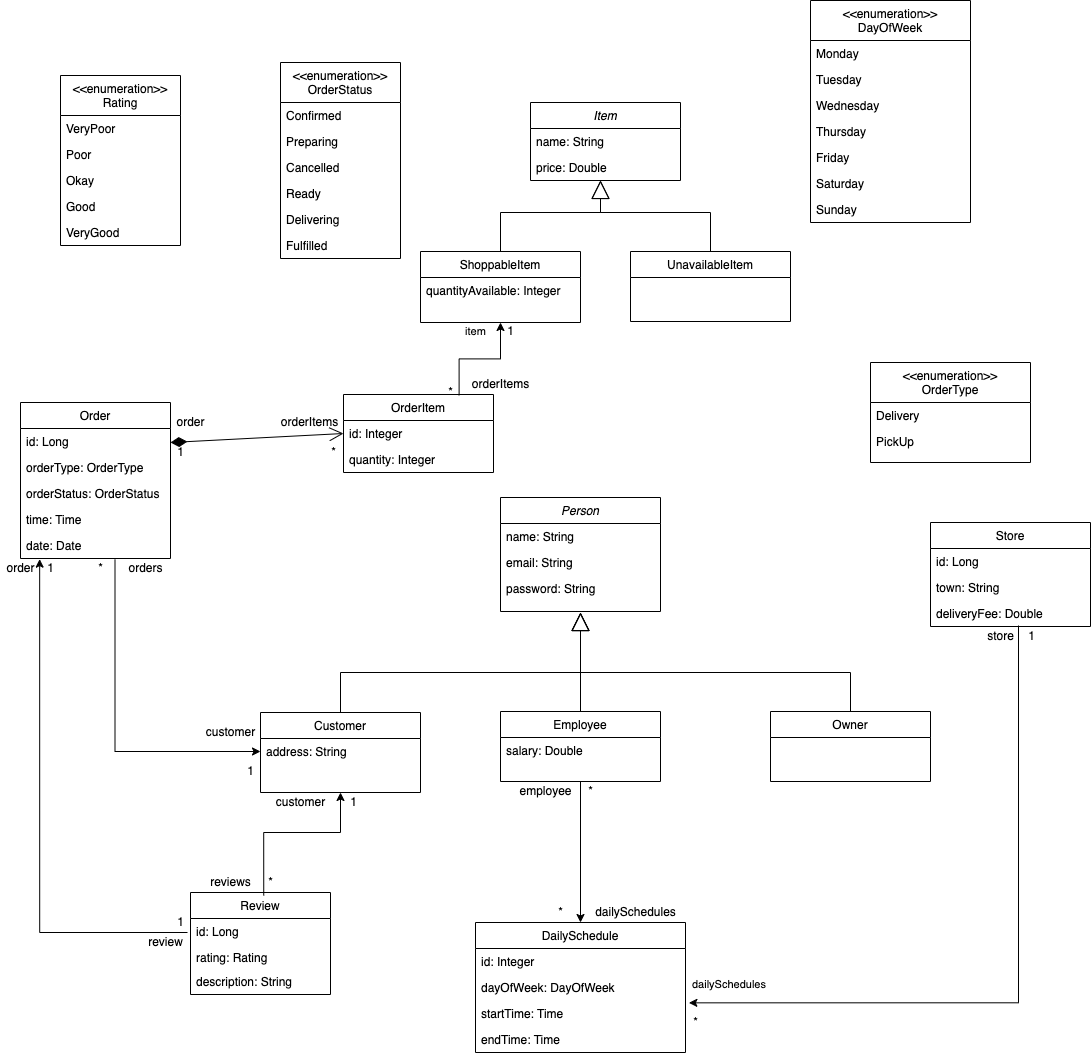 <<enumeration>>
DayOfWeek
Monday
Tuesday
Wednesday
Thursday
Friday
Saturday
Sunday
<<enumeration>>
Rating
VeryPoor
Poor
Okay
Good
VeryGood
<<enumeration>>
OrderStatus
Confirmed
Preparing
Cancelled
Ready
Delivering
Fulfilled
Item
name: String
price: Double
ShoppableItem
quantityAvailable: Integer
UnavailableItem
item 1
* orderItems
<<enumeration>>
OrderType
Delivery
PickUp
Order
id: Long
orderType: OrderType
orderStatus: OrderStatus
time: Time
date: Date
order
1
orderItems
*
OrderItem
id: Integer
quantity: Integer
Person
name: String
email: String
password: String
Store
id: Long
town: String
deliveryFee: Double
store 1
order 1
* orders
customer
1
Customer
address: String
Employee
salary: Double
Owner
customer 1
employee *
reviews *
1
review
Review
id: Long
rating: Rating
description: String
* dailySchedules
DailySchedule
id: Integer
dayOfWeek: DayOfWeek
startTime: Time
endTime: Time
dailySchedules
*